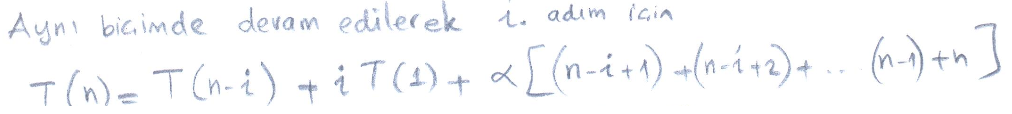 Aynı biçimde devam edilerek i. adım için
T(n) = T(n-i) + i T(1) + α [(n-i+1) + (n-i+2) + ... (n-1) + n]